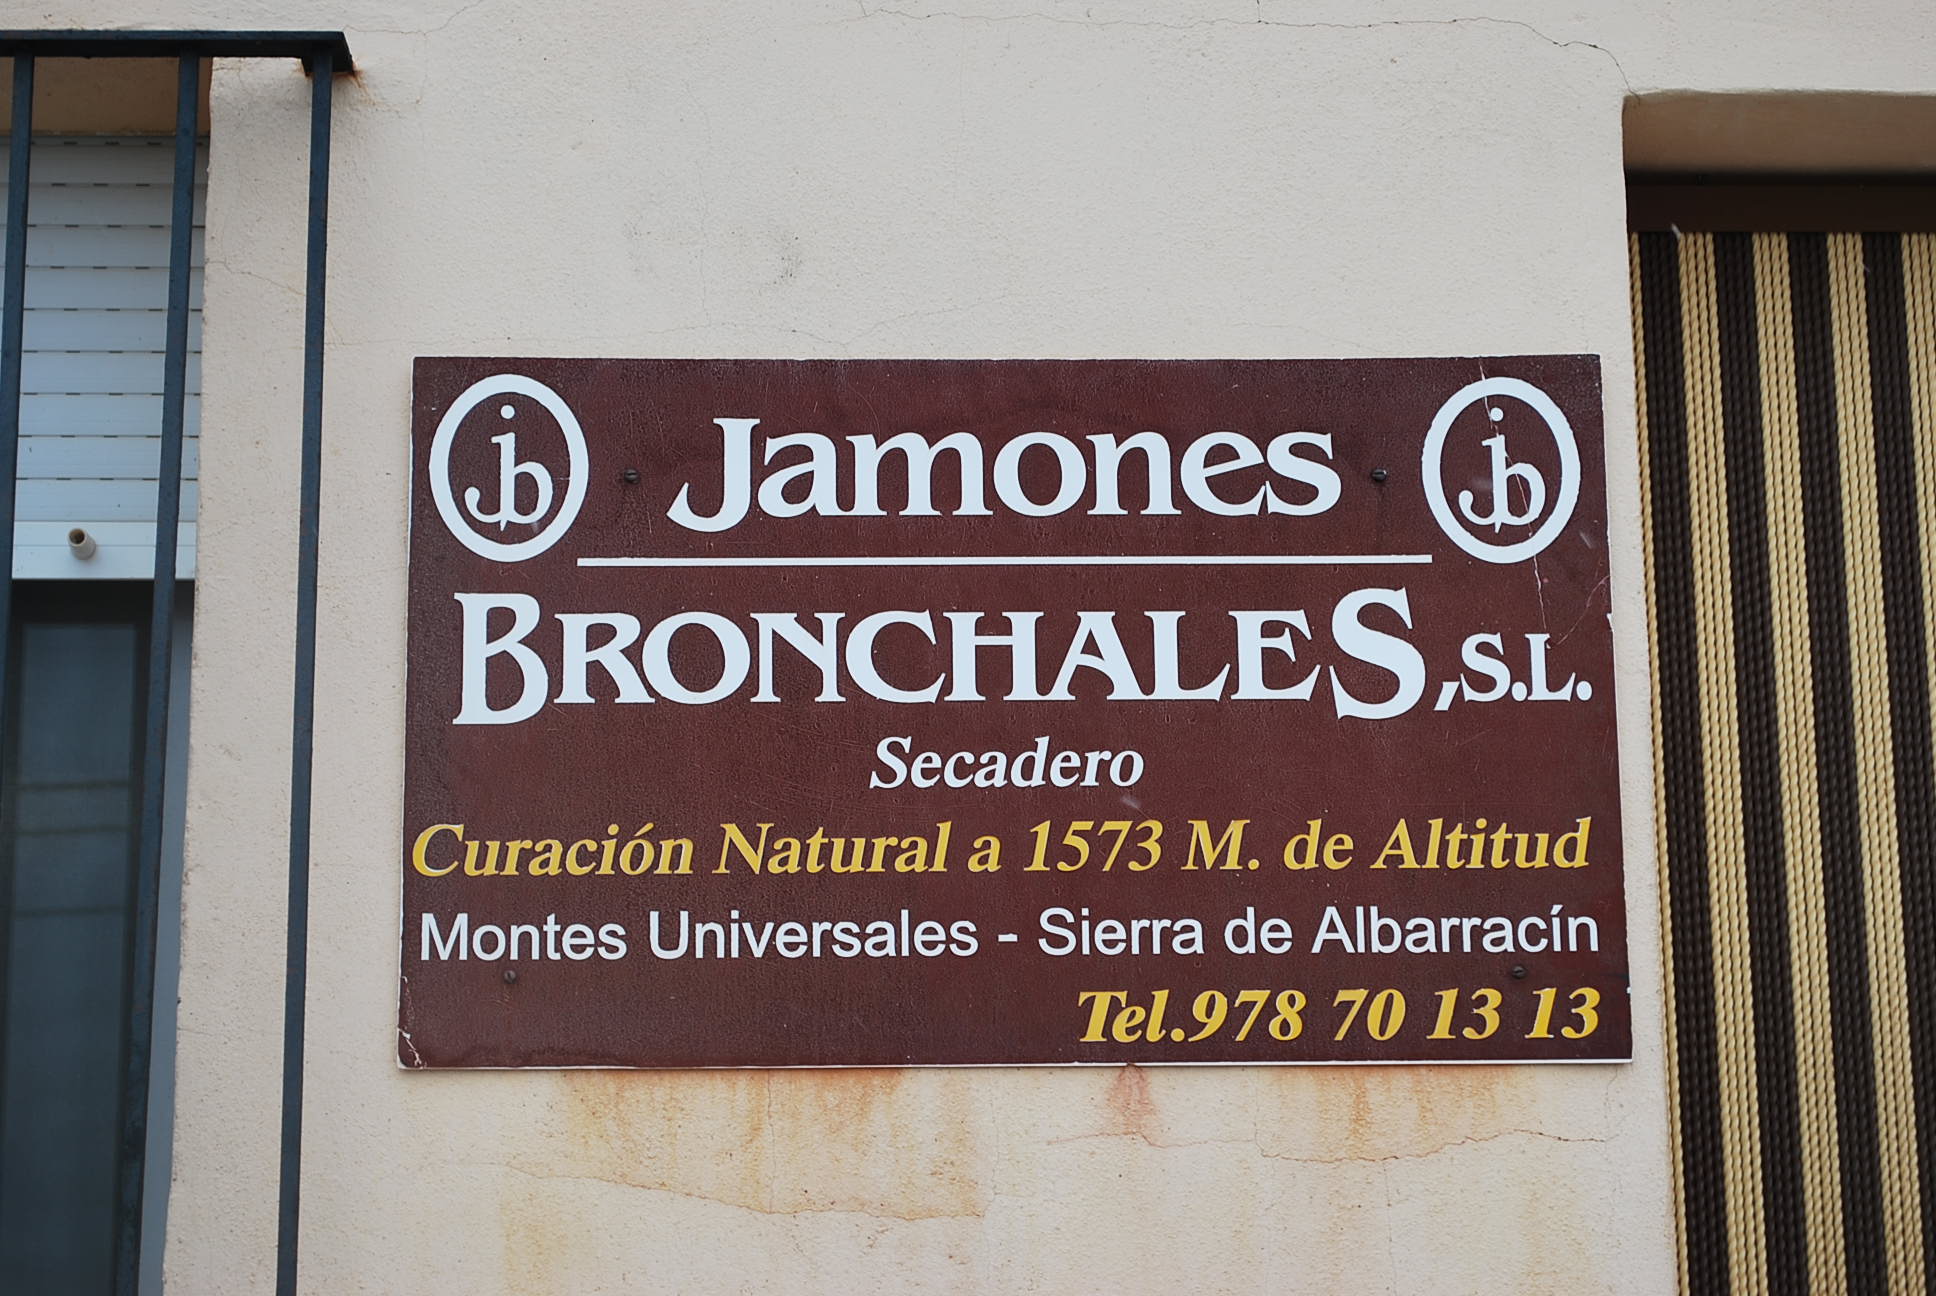 jb Jamones jb
BRONCHALES, S.L.
Secadero
Curación Natural a 1573 M. de Altitud
Montes Universales - Sierra de Albarracín
Tel.978 70 13 13